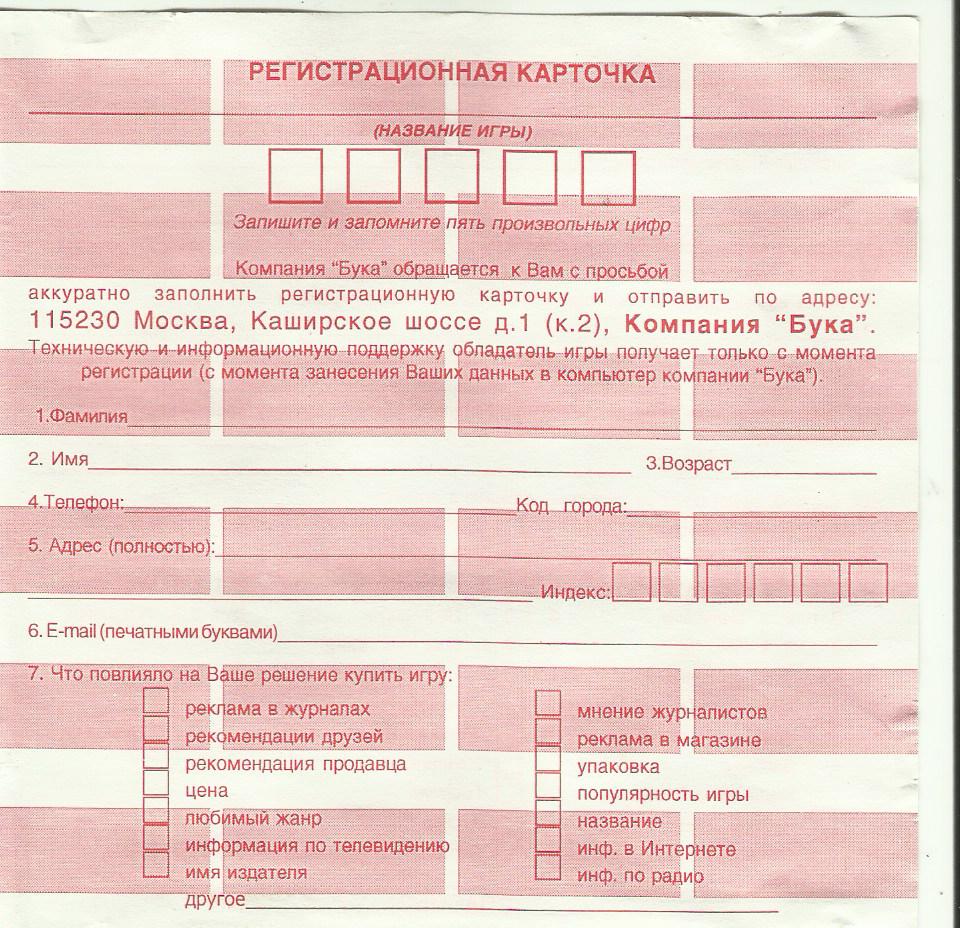 РЕГИСТРАЦИОННАЯ КАРТОЧКА
(НАЗВАНИЕ ИГРЫ)
Запишите и запомните пять произвольных цифр
Компания "Бука" обращается к Вам с просьбой
аккуратно заполнить регистрационную карточку и отправить по адресу:
115230 Москва, Каширское шоссе д.1 (к.2), Компания "Бука".
Техническую и информационную поддержку обладатель игры получает только с момента
регистрации (с момента занесения Ваших данных в компьютер компании "Бука").
1.Фамилия
2. Имя 3.Возраст
4.Телефон: Код города:
5. Адрес (полностью):
Индекс:
6. E-mail (печатными буквами)
7. Что повлияло на Ваше решение купить игру:
реклама в журналах мнение журналистов
рекомендации друзей реклама в магазине
рекомендация продавца упаковка
цена популярность игры
любимый жанр название
информация по телевидению инф. в Интернете
имя издателя инф. по радио
другое